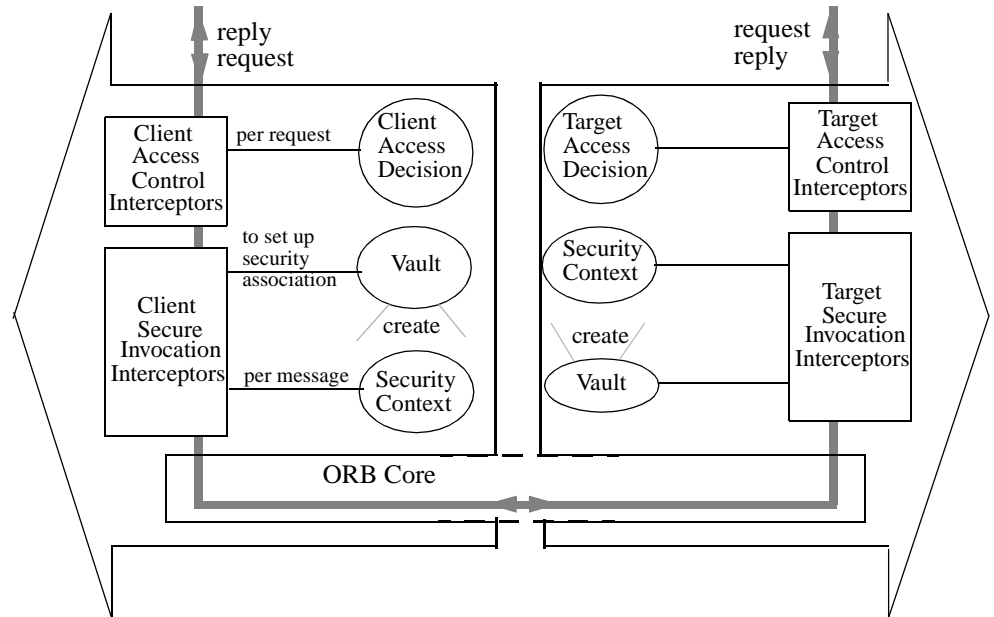 reply
request
request
reply
Client
Access
Control
Interceptors
per request
Client
Access
Decision
Target
Access
Decision
Target
Access
Control
Interceptors
to set up
security
association
Vault
create
Client
Secure
Invocation
Interceptors
per message
Security
Context
Security
Context
create
Vault
Target
Secure
Invocation
Interceptors
ORB Core